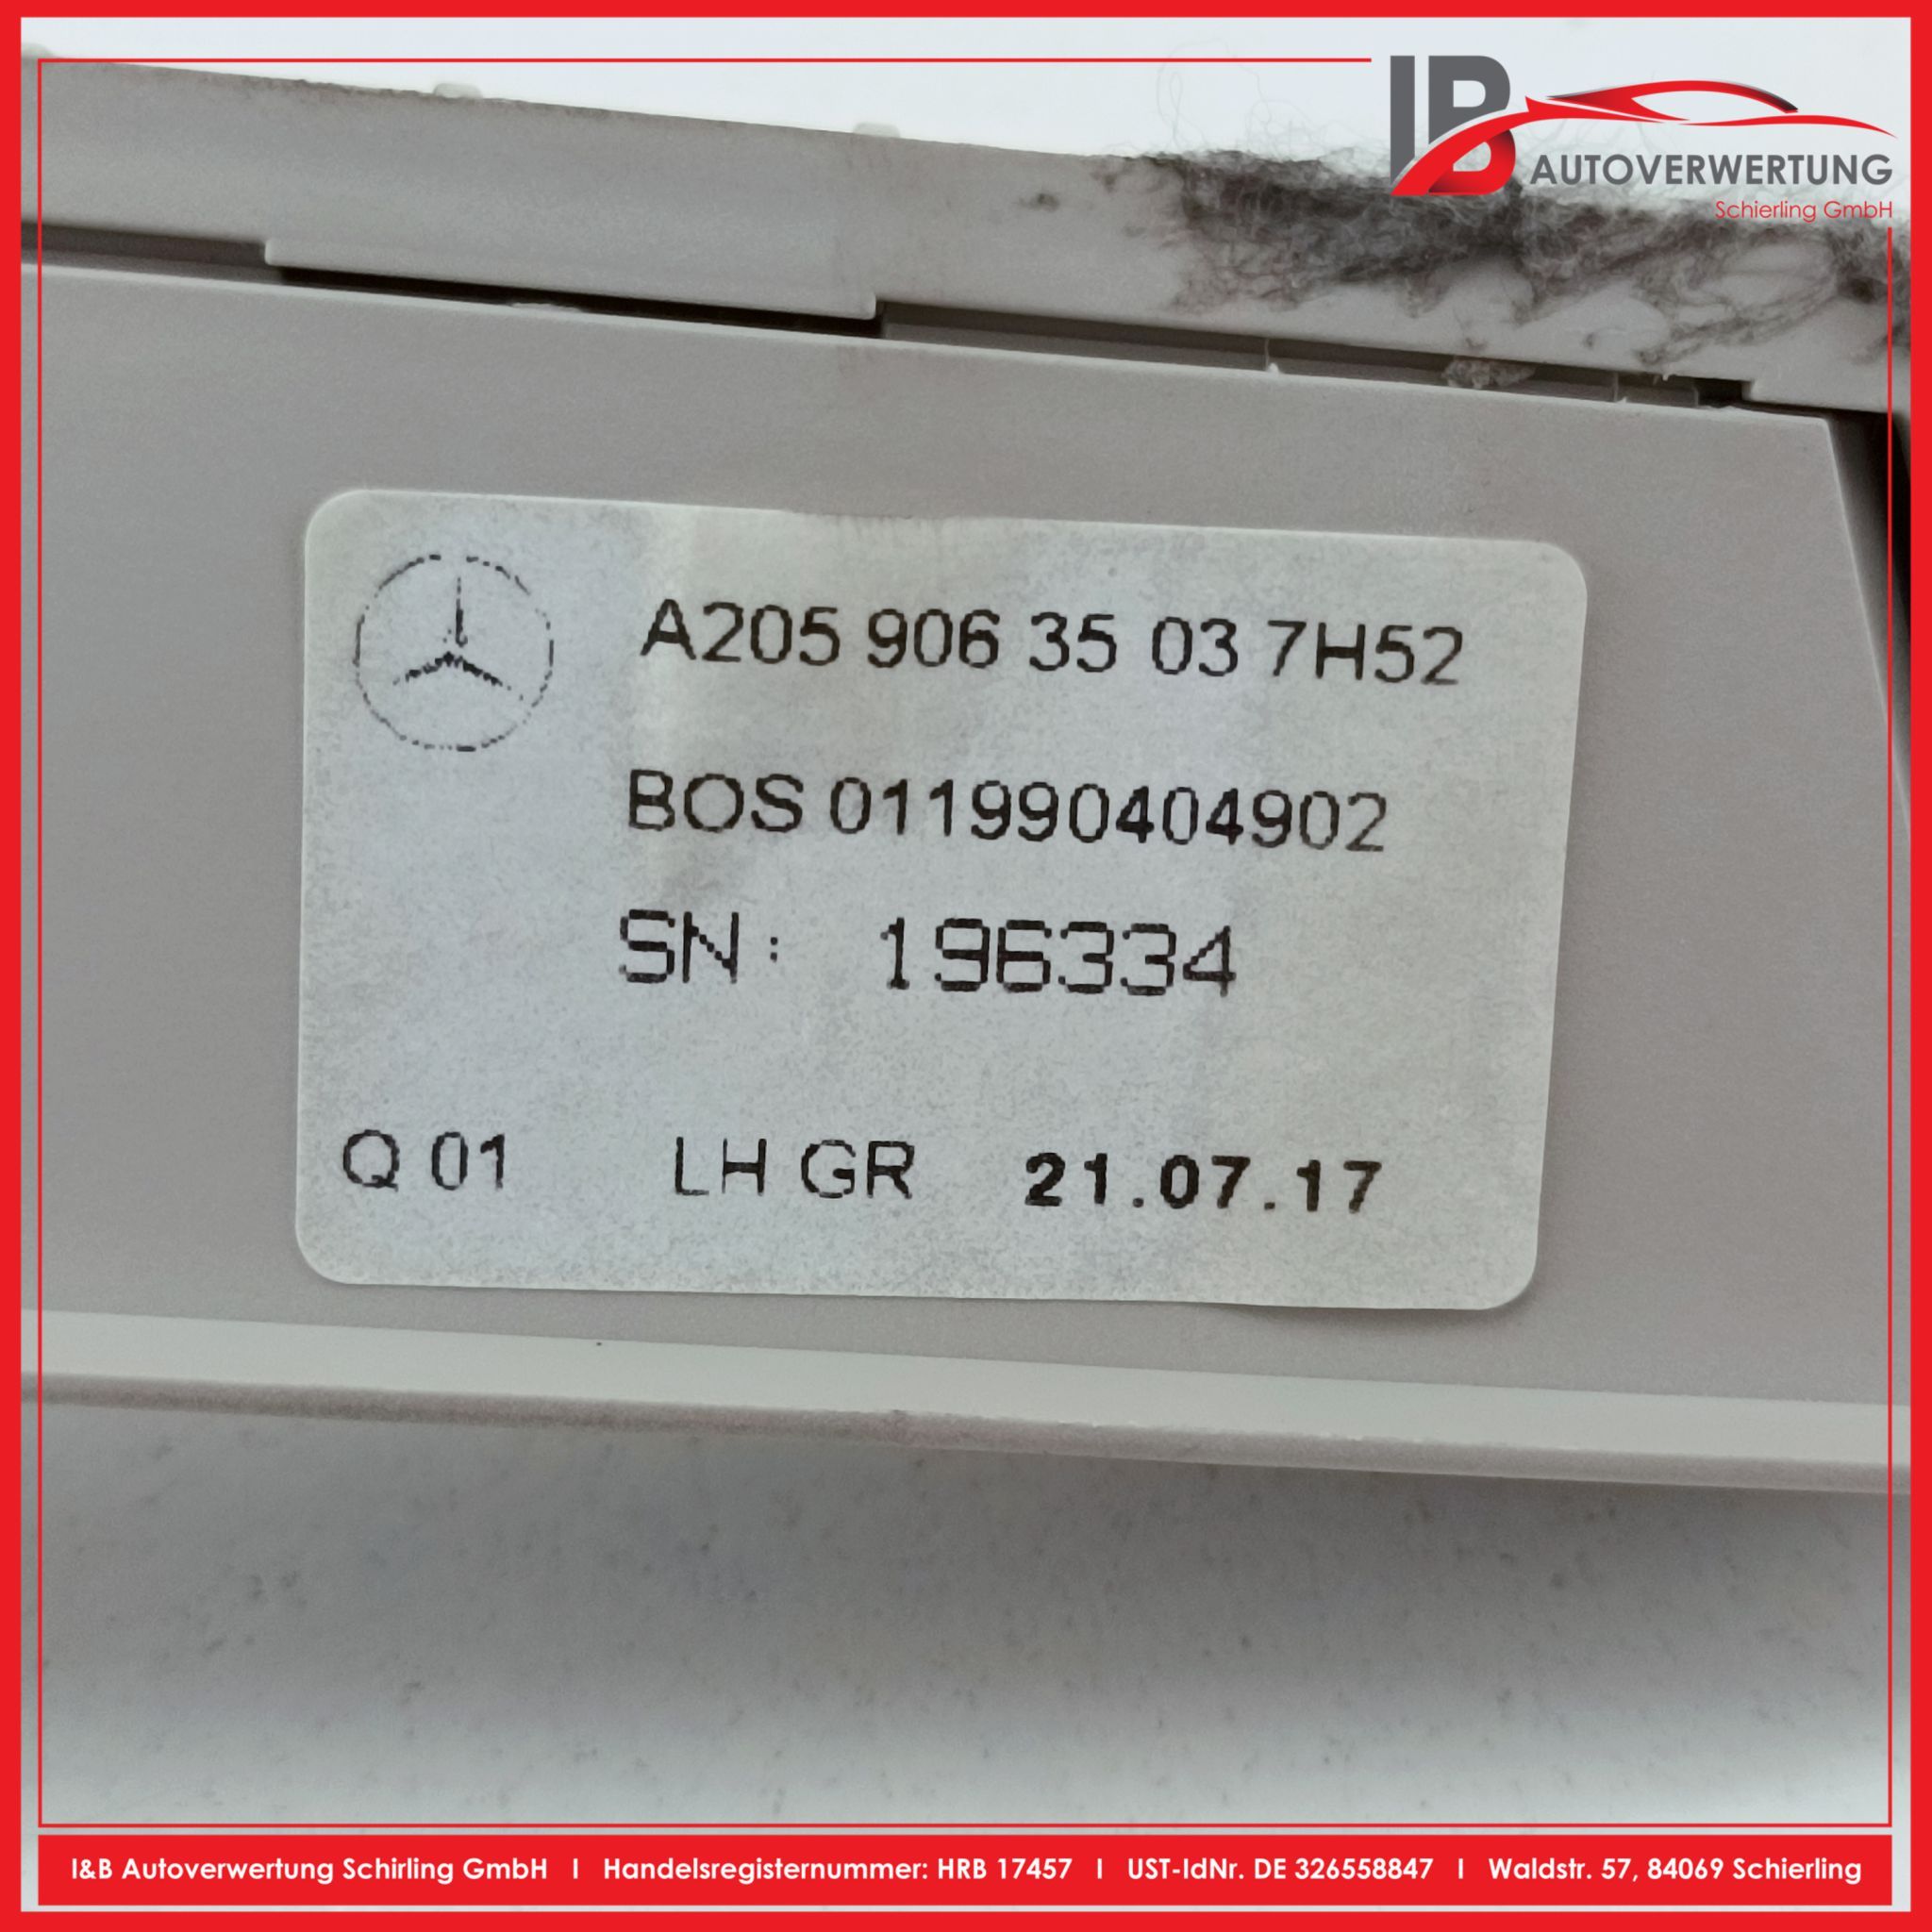 IB
AUTOVERWERTUNG
Schierling GmbH
A205 906 35 03 7H52
BOS 011990404902
SN: 196334
Q 01 LH GR 21.07.17
I&B Autoverwertung Schirling GmbH I Handelsregisternummer: HRB 17457 I UST-IdNr. DE 326558847 I Waldstr. 57, 84069 Schierling